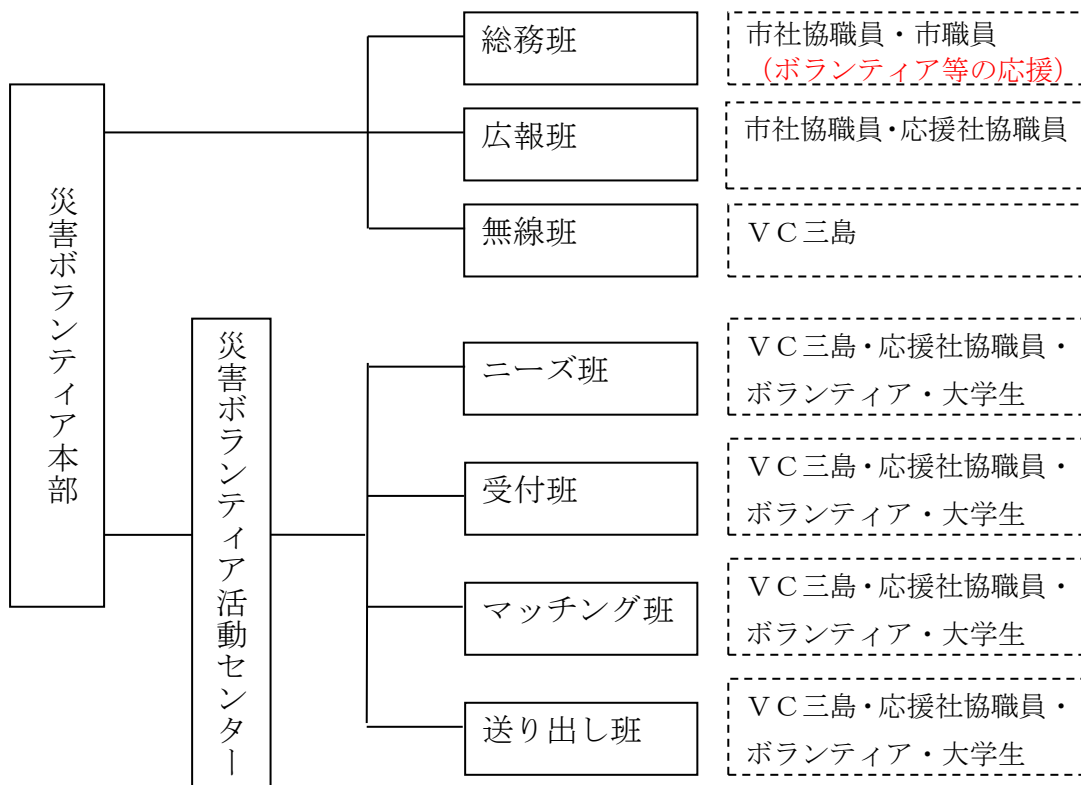 災害ボランティア本部
総務班
市社協職員・市職員
（ボランティア等の応援）
広報班
市社協職員・応援社協職員
無線班
ＶＣ三島
災害ボランティア活動センター
ニーズ班
ＶＣ三島・応援社協職員・
ボランティア・大学生
受付班
ＶＣ三島・応援社協職員・
ボランティア・大学生
マッチング班
ＶＣ三島・応援社協職員・
ボランティア・大学生
送り出し班
ＶＣ三島・応援社協職員・
ボランティア・大学生